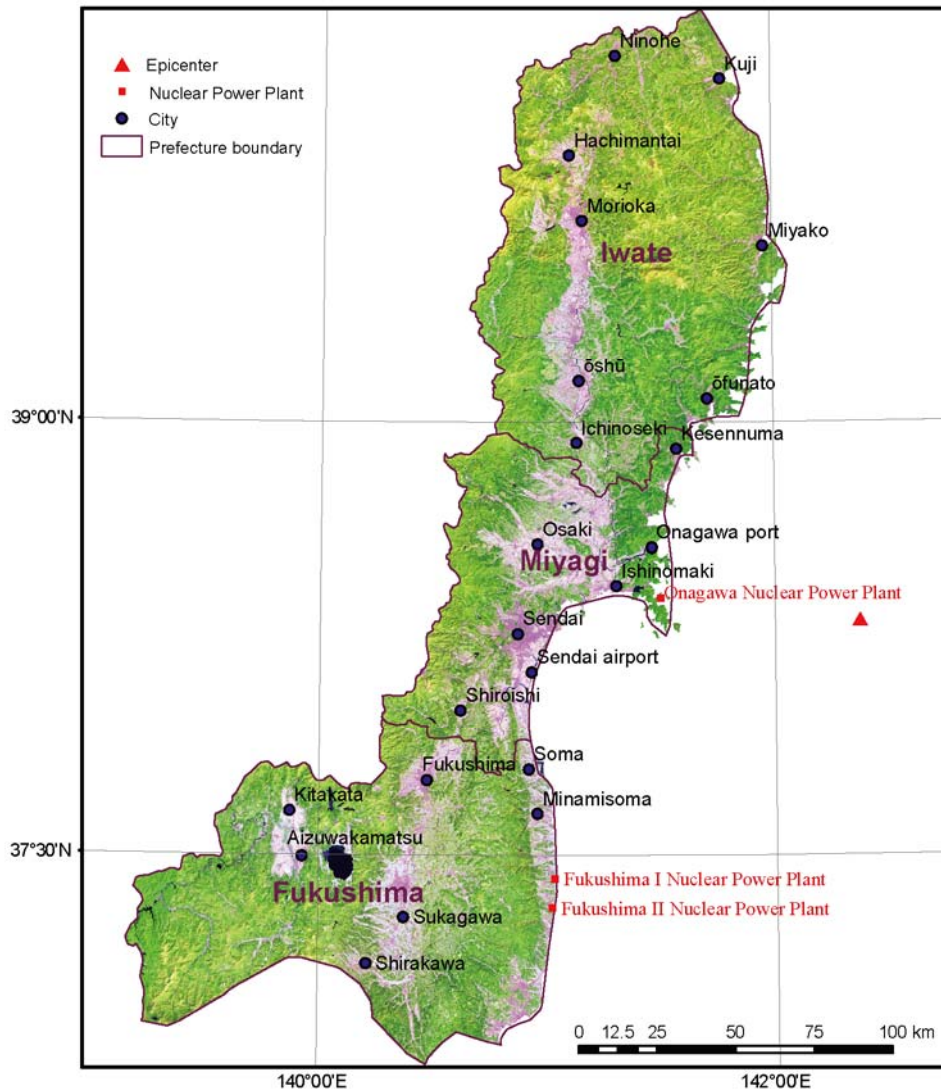 Epicenter
Nuclear Power Plant
City
Prefecture boundary
Ninohe
Kuji
Hachimantai
Morioka
Miyako
Iwate
ōshū
ōfunato
39°00'N
Ichinoseki
Kesennuma
Osaki
Onagawa port
Miyagi
Ishinomaki
Onagawa Nuclear Power Plant
Sendai
Sendai airport
Shiroishi
Soma
Fukushima
Kitakata
Minamisoma
Aizuwakamatsu
37°30'N
Fukushima I Nuclear Power Plant
Fukushima
Fukushima II Nuclear Power Plant
Sukagawa
Shirakawa
0 12.5 25 50 75 100 km
140°00'E
142°00'E